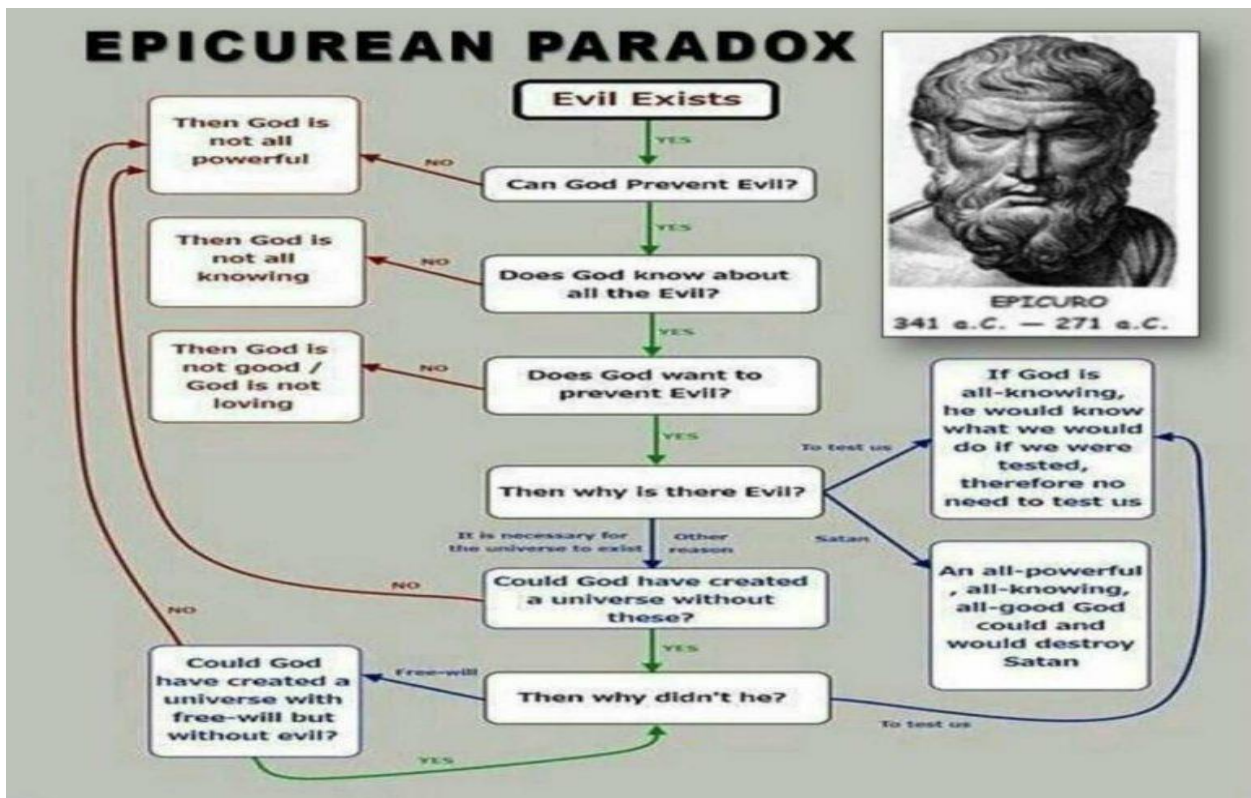 EPICUREAN PARADOX
Evil Exists
YES
Then God is
not all
powerful
NO
Can God Prevent Evil?
YES
Then God is
not all
knowing
NO
Does God know about
all the Evil?
YES
EPICURO
341 a.C. — 271 a.C.
Then God is
not good /
God is not
loving
NO
Does God want to
prevent Evil?
YES
If God is
all-knowing,
he would know
what we would
do if we were
tested,
therefore no
need to test us
To test us
Then why is there Evil?
It is necessary for
the universe to exist
Other
reason
Satan
An all-powerful
, all-knowing,
all-good God
could and
would destroy
Satan
NO
Could God have created
a universe without
these?
YES
NO
Could God
have created a
universe with
free-will but
without evil?
Free-will
Then why didn't he?
To test us
YES